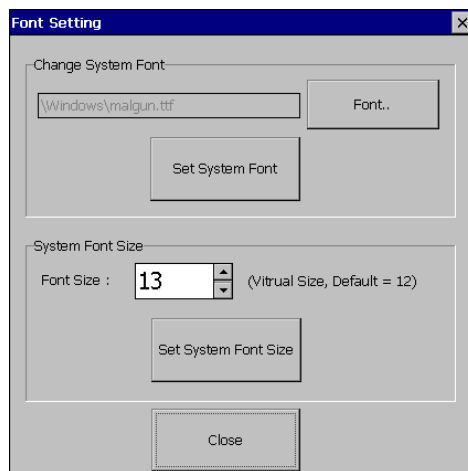 Font Setting
Change System Font
\Windows\malgun.ttf
Font..
Set System Font
System Font Size
Font Size :
13
(Vitrual Size, Default = 12)
Set System Font Size
Close